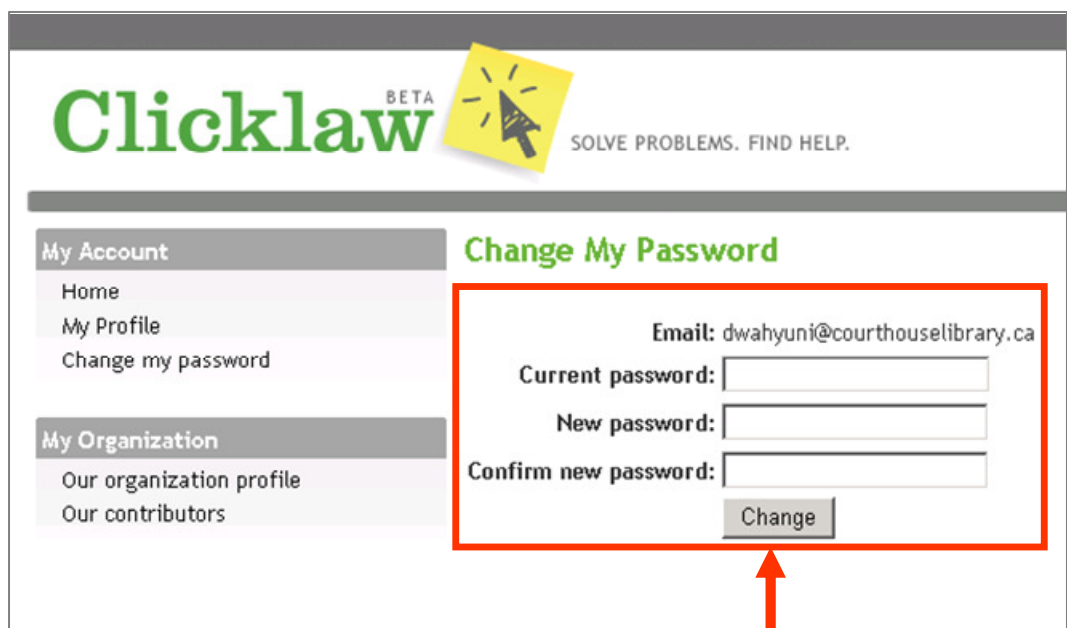 Clicklaw BETA
SOLVE PROBLEMS. FIND HELP.
My Account
Home
My Profile
Change my password
My Organization
Our organization profile
Our contributors
Change My Password
Email: dwahyuni@courthouselibrary.ca
Current password:
New password:
Confirm new password:
Change